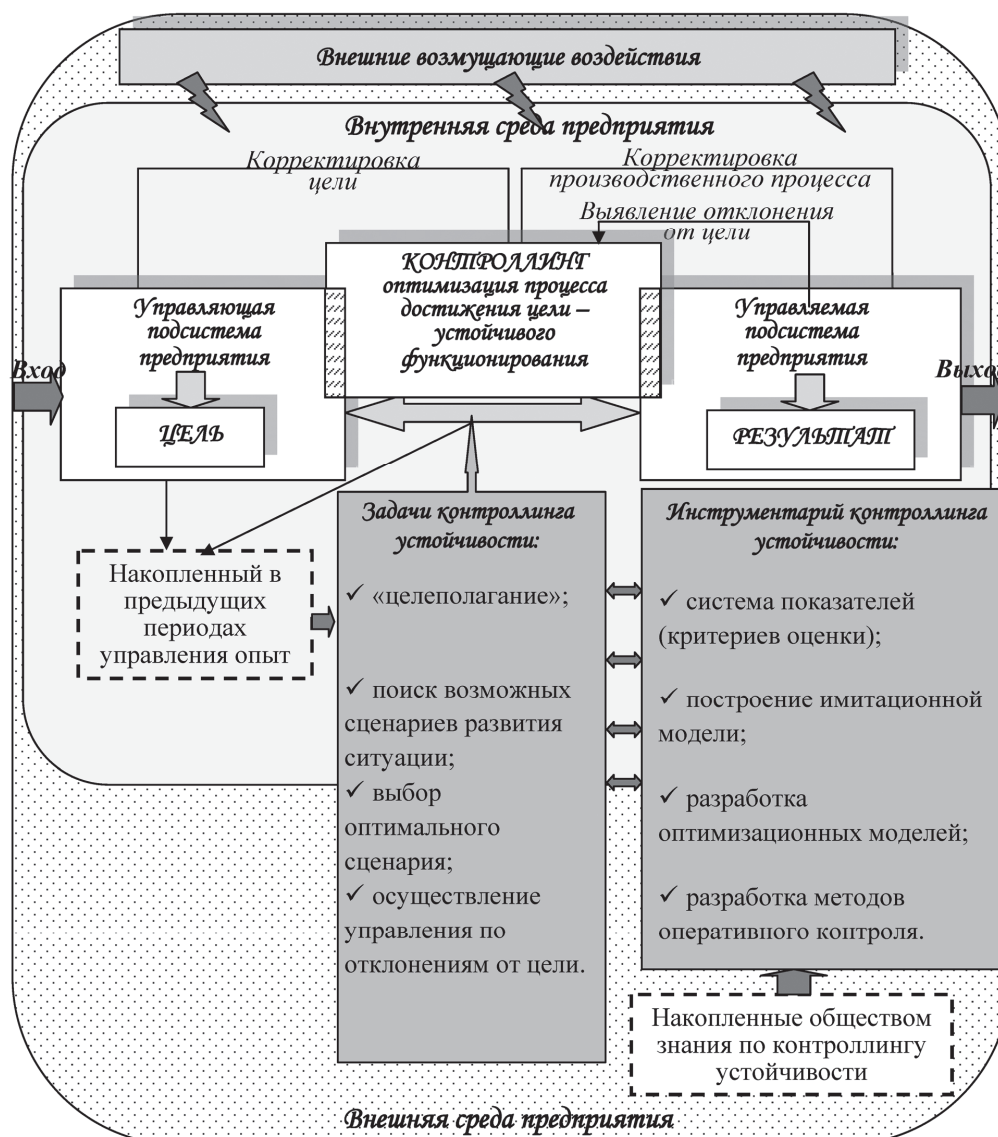 Внешние возмущающие воздействия
Внутренняя среда предприятия
Корректировка
цели
Корректировка
производственного процесса
Выявление отклонения
от цели
КОНТРОЛЛИНГ
оптимизация процесса
достижения цели –
устойчивого
функционирования
Управляющая
подсистема
предприятия
Управляемая
подсистема
предприятия
Вход
Выход
ЦЕЛЬ
РЕЗУЛЬТАТ
Накопленный в
предыдущих
периодах
управления опыт
Задачи контроллинга
устойчивости:
✓ «целеполагание»;
✓ поиск возможных
сценариев развития
ситуации;
✓ выбор
оптимального
сценария;
✓ осуществление
управления по
отклонениям от цели.
Инструментарий контроллинга
устойчивости:
✓ система показателей
(критериев оценки);
✓ построение имитационной
модели;
✓ разработка
оптимизационных моделей;
✓ разработка методов
оперативного контроля.
Накопленные обществом
знания по контроллингу
устойчивости
Внешняя среда предприятия